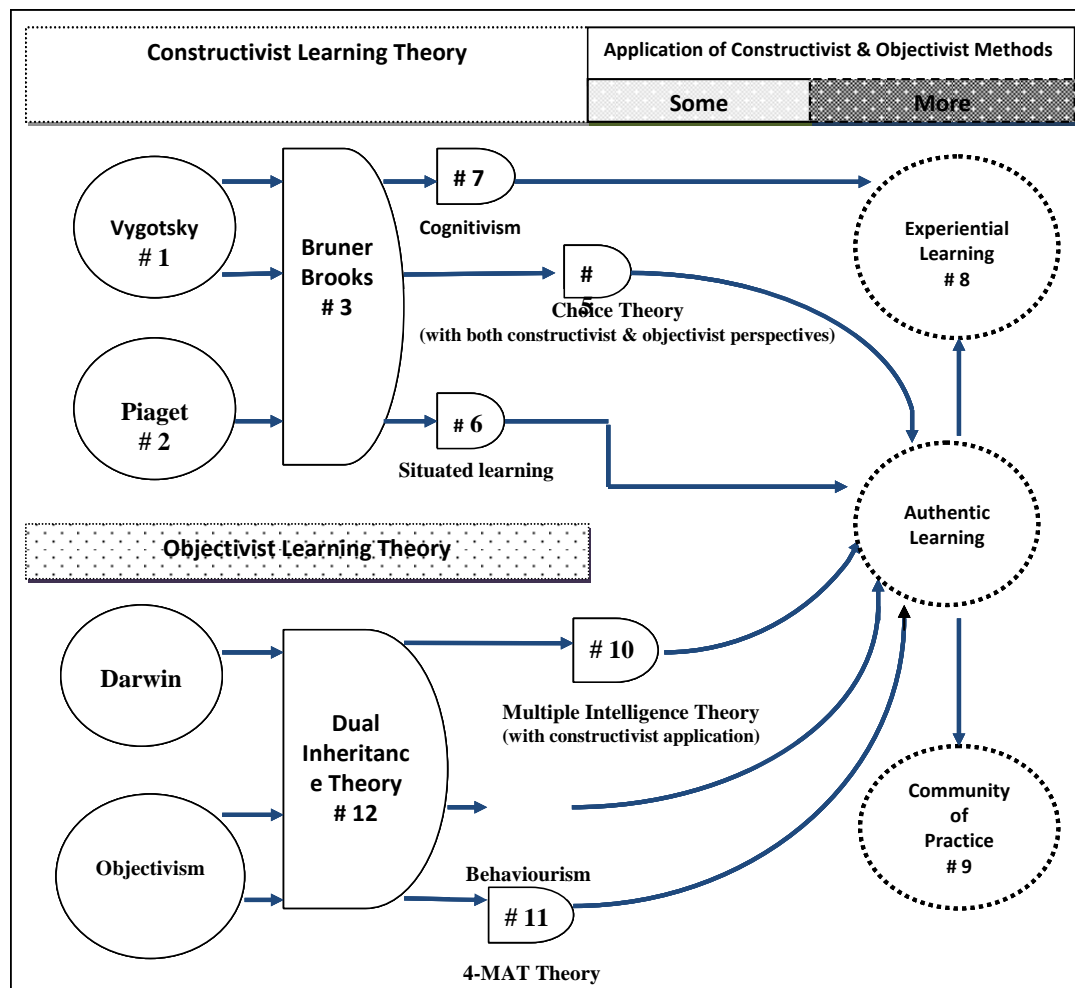 Constructivist Learning Theory
Application of Constructivist & Objectivist Methods
Some
More
Vygotsky
# 1
Bruner
Brooks
# 3
# 7
Cognitivism
#
5
Choice Theory
(with both constructivist & objectivist perspectives)
Experiential
Learning
# 8
Piaget
# 2
# 6
Situated learning
Authentic
Learning
Objectivist Learning Theory
Darwin
Dual
Inheritanc
e Theory
# 12
# 10
Multiple Intelligence Theory
(with constructivist application)
Objectivism
Behaviourism
# 11
4-MAT Theory
Community
of
Practice
# 9